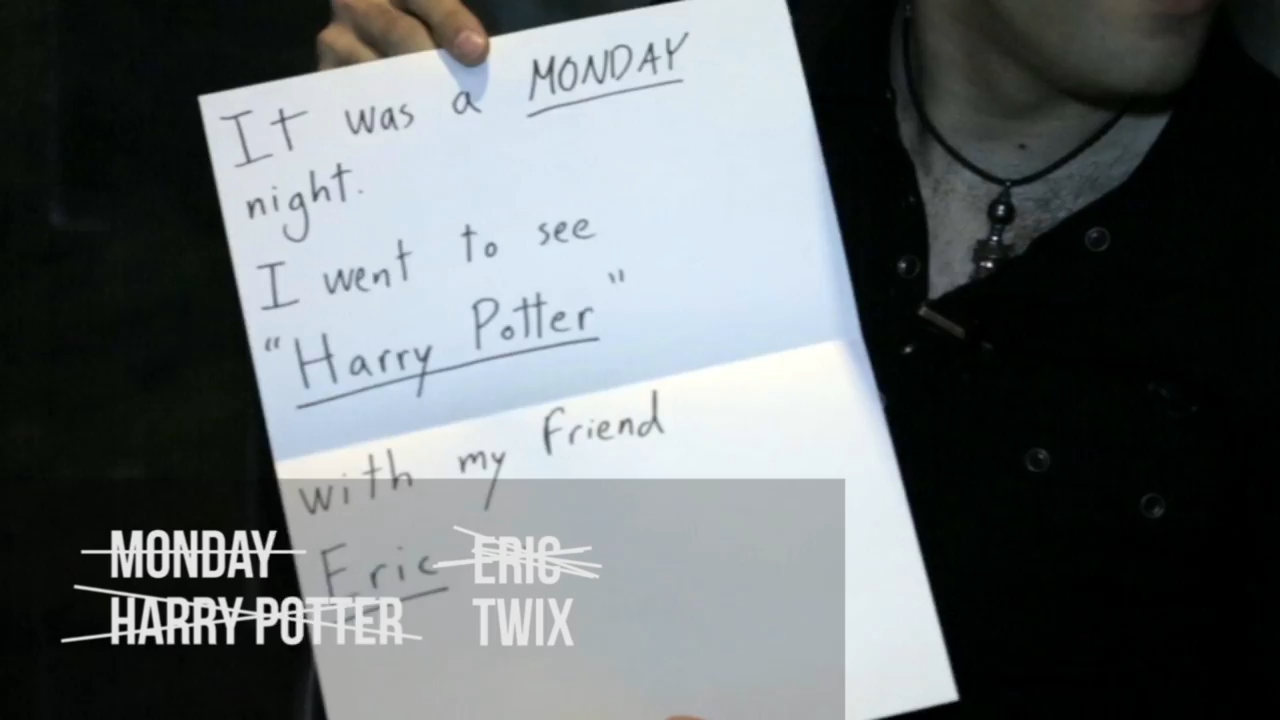 It was a MONDAY
night.
I went to see
"Harry Potter"
with my friend
Eric
MONDAY
HARRY POTTER
ERIC
TWIX